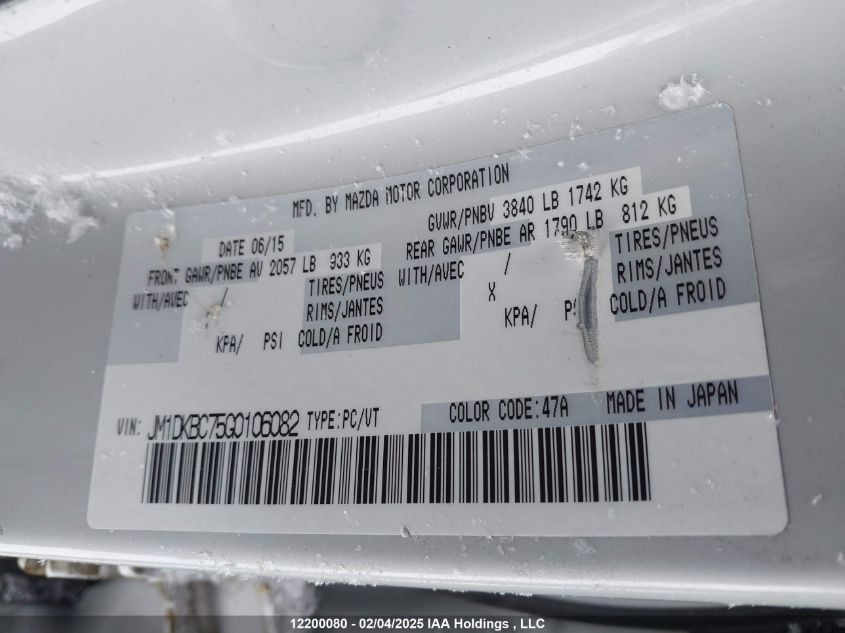 MFD. BY MAZDA MOTOR CORPORATION
DATE 06/15 GVWR/PNBV 3840 LB 1742 KG
FRONT GAWR/PNBE AV 2057 LB 933 KG REAR GAWR/PNBE AR 1790 LB 812 KG
WITH/AVEC / TIRES/PNEUS WITH/AVEC / TIRES/PNEUS
RIMS/JANTES X RIMS/JANTES
KPA/ PSI COLD/A FROID KPA/ COLD/A FROID
VIN: JM1DKBC75G0106082 TYPE:PC/VT COLOR CODE:47A MADE IN JAPAN
12200080 - 02/04/2025 IAA Holdings , LLC